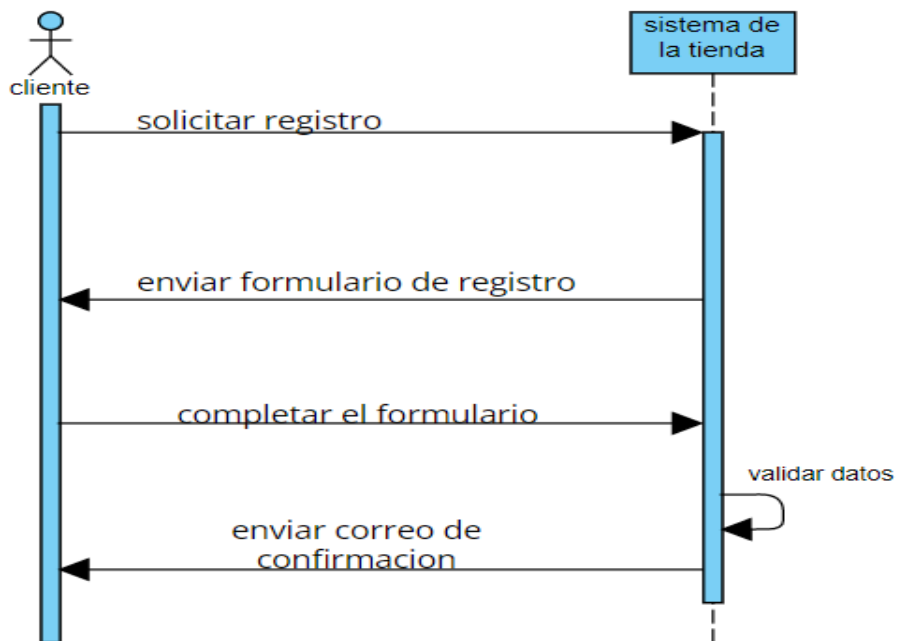 sistema de
la tienda
cliente
solicitar registro
enviar formulario de registro
completar el formulario
validar datos
enviar correo de
confirmacion